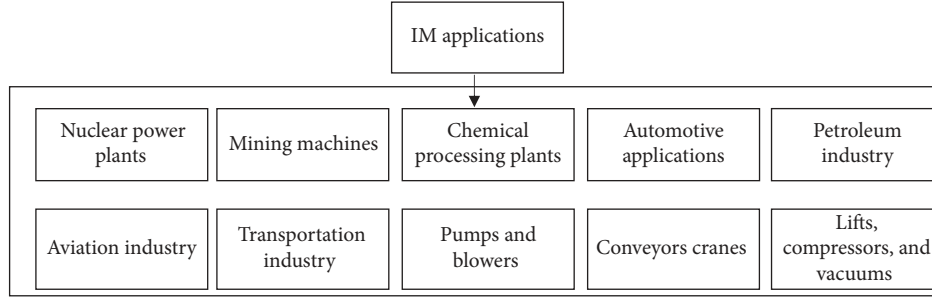 IM applications
Nuclear power
plants
Mining machines
Chemical
processing plants
Automotive
applications
Petroleum
industry
Aviation industry
Transportation
industry
Pumps and
blowers
Conveyors cranes
Lifts,
compressors, and
vacuums